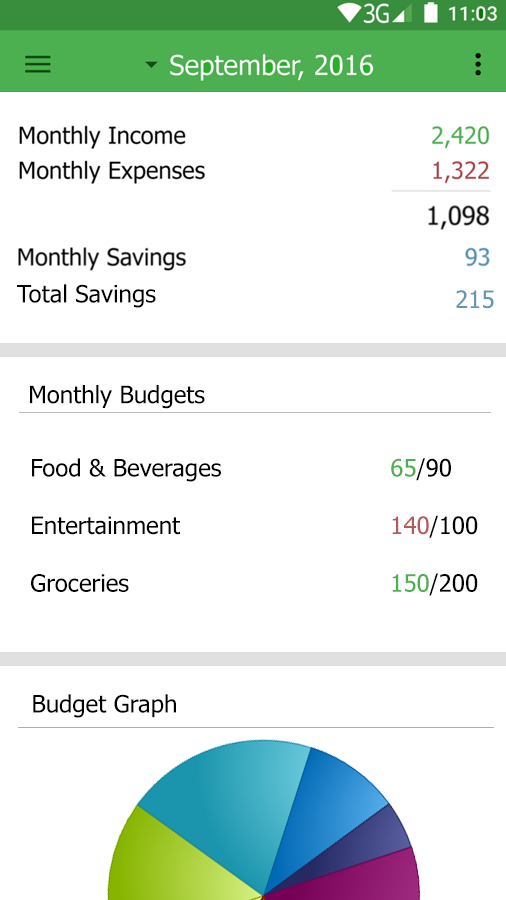 3G 11:03
September, 2016
Monthly Income 2,420
Monthly Expenses 1,322
1,098
Monthly Savings 93
Total Savings 215
Monthly Budgets
Food & Beverages 65/90
Entertainment 140/100
Groceries 150/200
Budget Graph